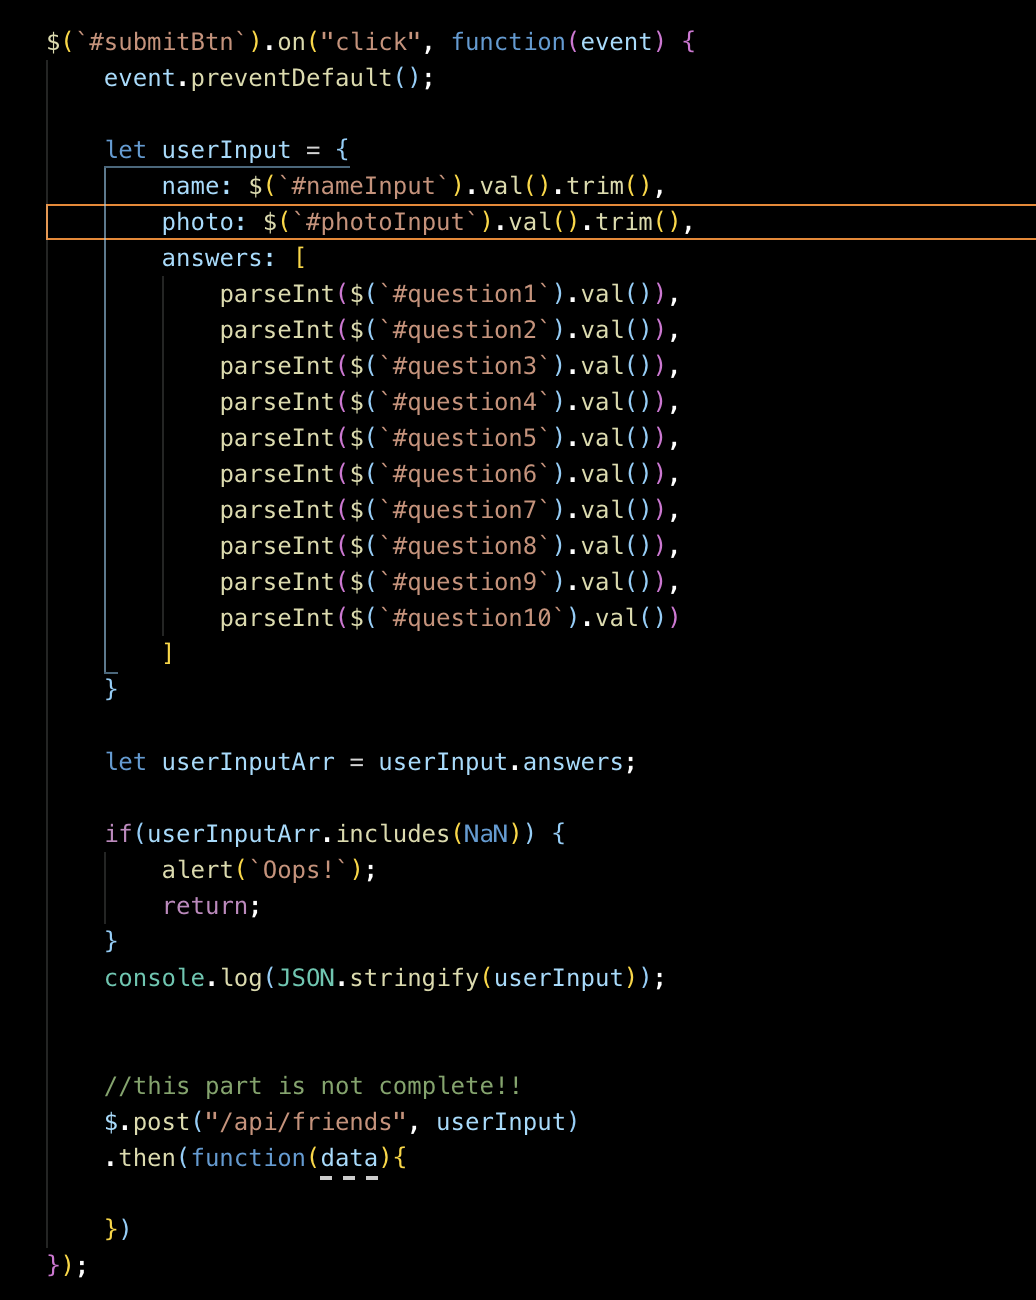 $(`#submitBtn`).on("click", function(event) {
    event.preventDefault();

    let userInput = {
        name: $(`#nameInput`).val().trim(),
        photo: $(`#photoInput`).val().trim(),
        answers: [
            parseInt($(`#question1`).val()),
            parseInt($(`#question2`).val()),
            parseInt($(`#question3`).val()),
            parseInt($(`#question4`).val()),
            parseInt($(`#question5`).val()),
            parseInt($(`#question6`).val()),
            parseInt($(`#question7`).val()),
            parseInt($(`#question8`).val()),
            parseInt($(`#question9`).val()),
            parseInt($(`#question10`).val())
        ]
    }

    let userInputArr = userInput.answers;

    if(userInputArr.includes(NaN)) {
        alert(`Oops!`);
        return;
    }
    console.log(JSON.stringify(userInput));


    //this part is not complete!!
    $.post("/api/friends", userInput)
    .then(function(data){

    })
});